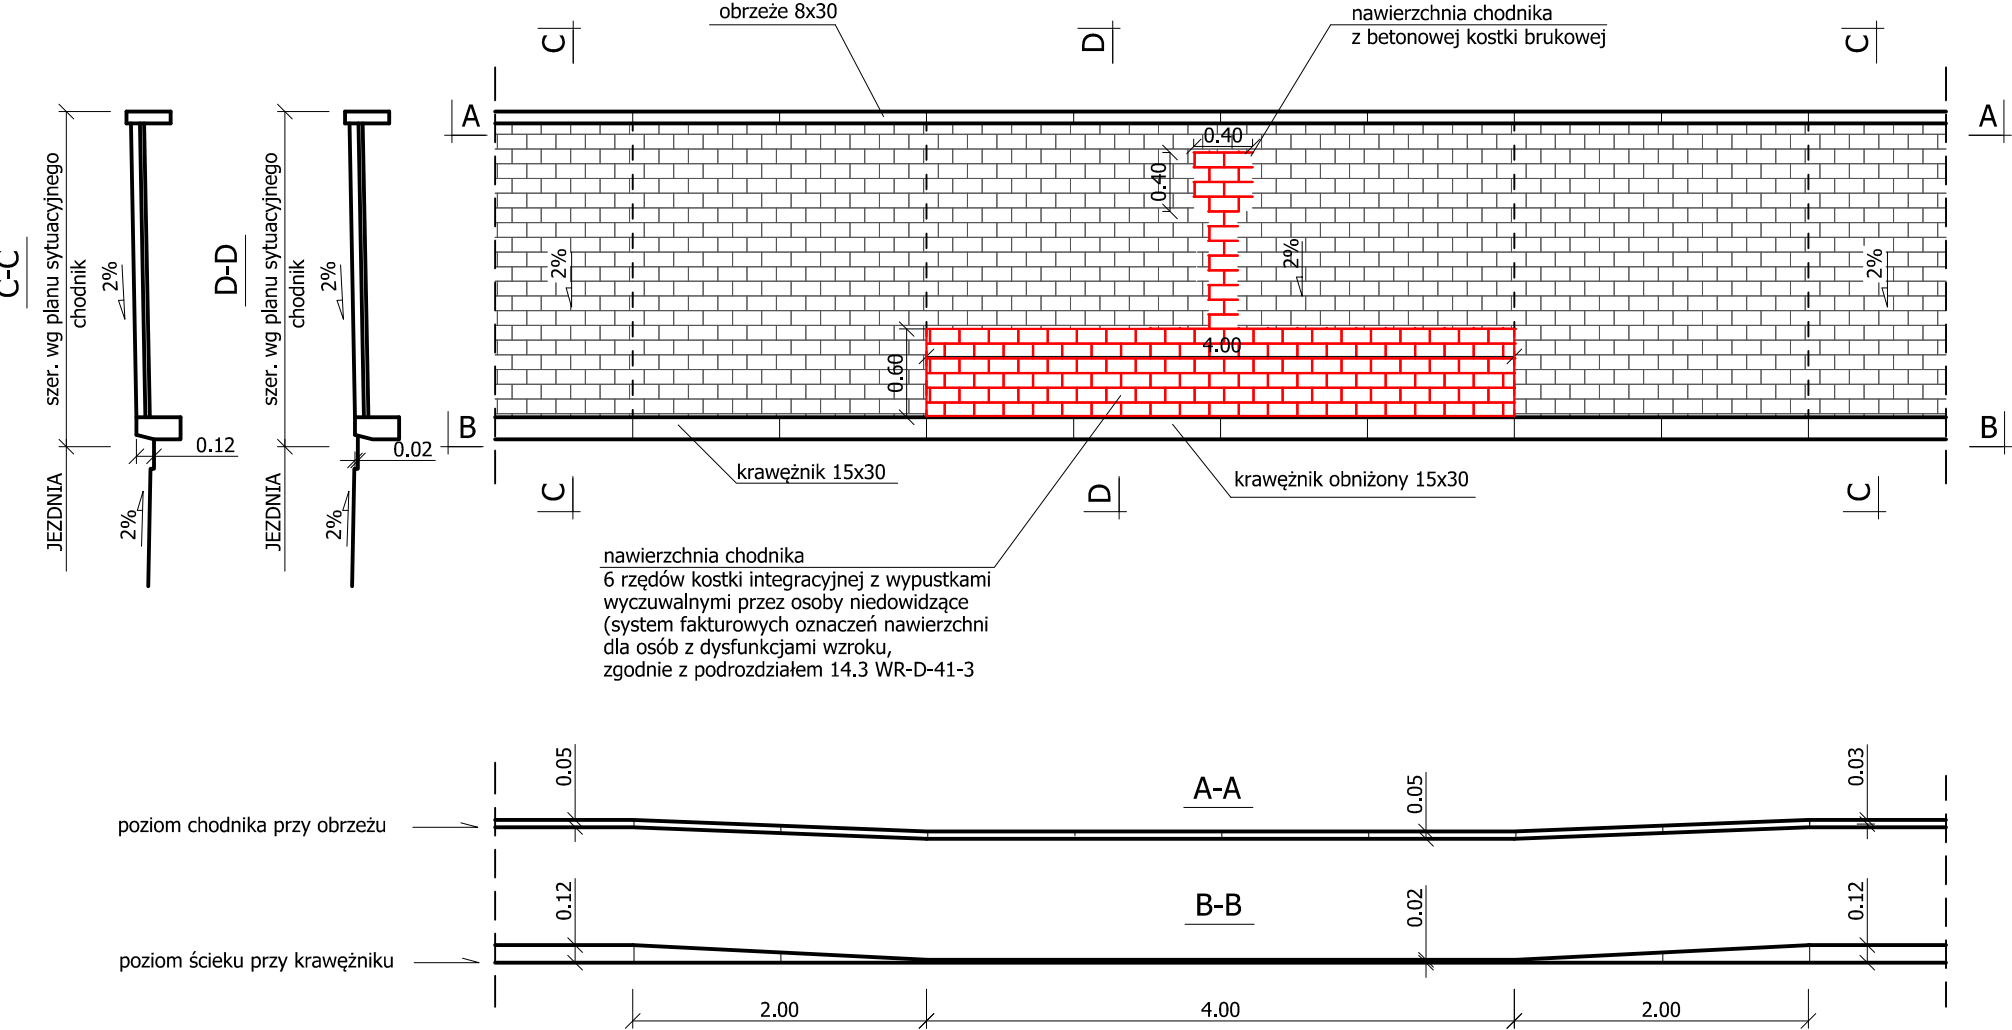 obrzeże 8x30
nawierzchnia chodnika
z betonowej kostki brukowej
C
D
C
A
A
0.40
0.40
C-C
szer. wg planu sytuacyjnego
chodnik
2%
D-D
szer. wg planu sytuacyjnego
chodnik
2%
2%
2%
2%
4.00
0.60
B
B
0.12
0.02
JEZDNIA
2%
JEZDNIA
2%
krawężnik 15x30
krawężnik obniżony 15x30
C
D
C
nawierzchnia chodnika
6 rzędów kostki integracyjnej z wypustkami
wyczuwalnymi przez osoby niedowidzące
(system fakturowych oznaczeń nawierzchni
dla osób z dysfunkcjami wzroku,
zgodnie z podrozdziałem 14.3 WR-D-41-3
0.05
A-A
0.05
0.03
poziom chodnika przy obrzeżu
0.12
B-B
0.02
0.12
poziom ścieku przy krawężniku
2.00
4.00
2.00